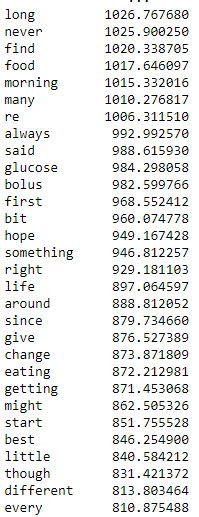 long 1026.767680
never 1025.900250
find 1020.338705
food 1017.646097
morning 1015.332016
many 1010.276817
re 1006.311510
always 992.992570
said 988.615930
glucose 984.298058
bolus 982.599766
first 968.552412
bit 960.074778
hope 949.167428
something 946.812257
right 929.181103
life 897.064597
around 888.812052
since 879.734660
give 876.527389
change 873.871809
eating 872.212981
getting 871.453068
might 862.505326
start 851.755528
best 846.254900
little 840.584212
though 831.421372
different 813.803464
every 810.875488